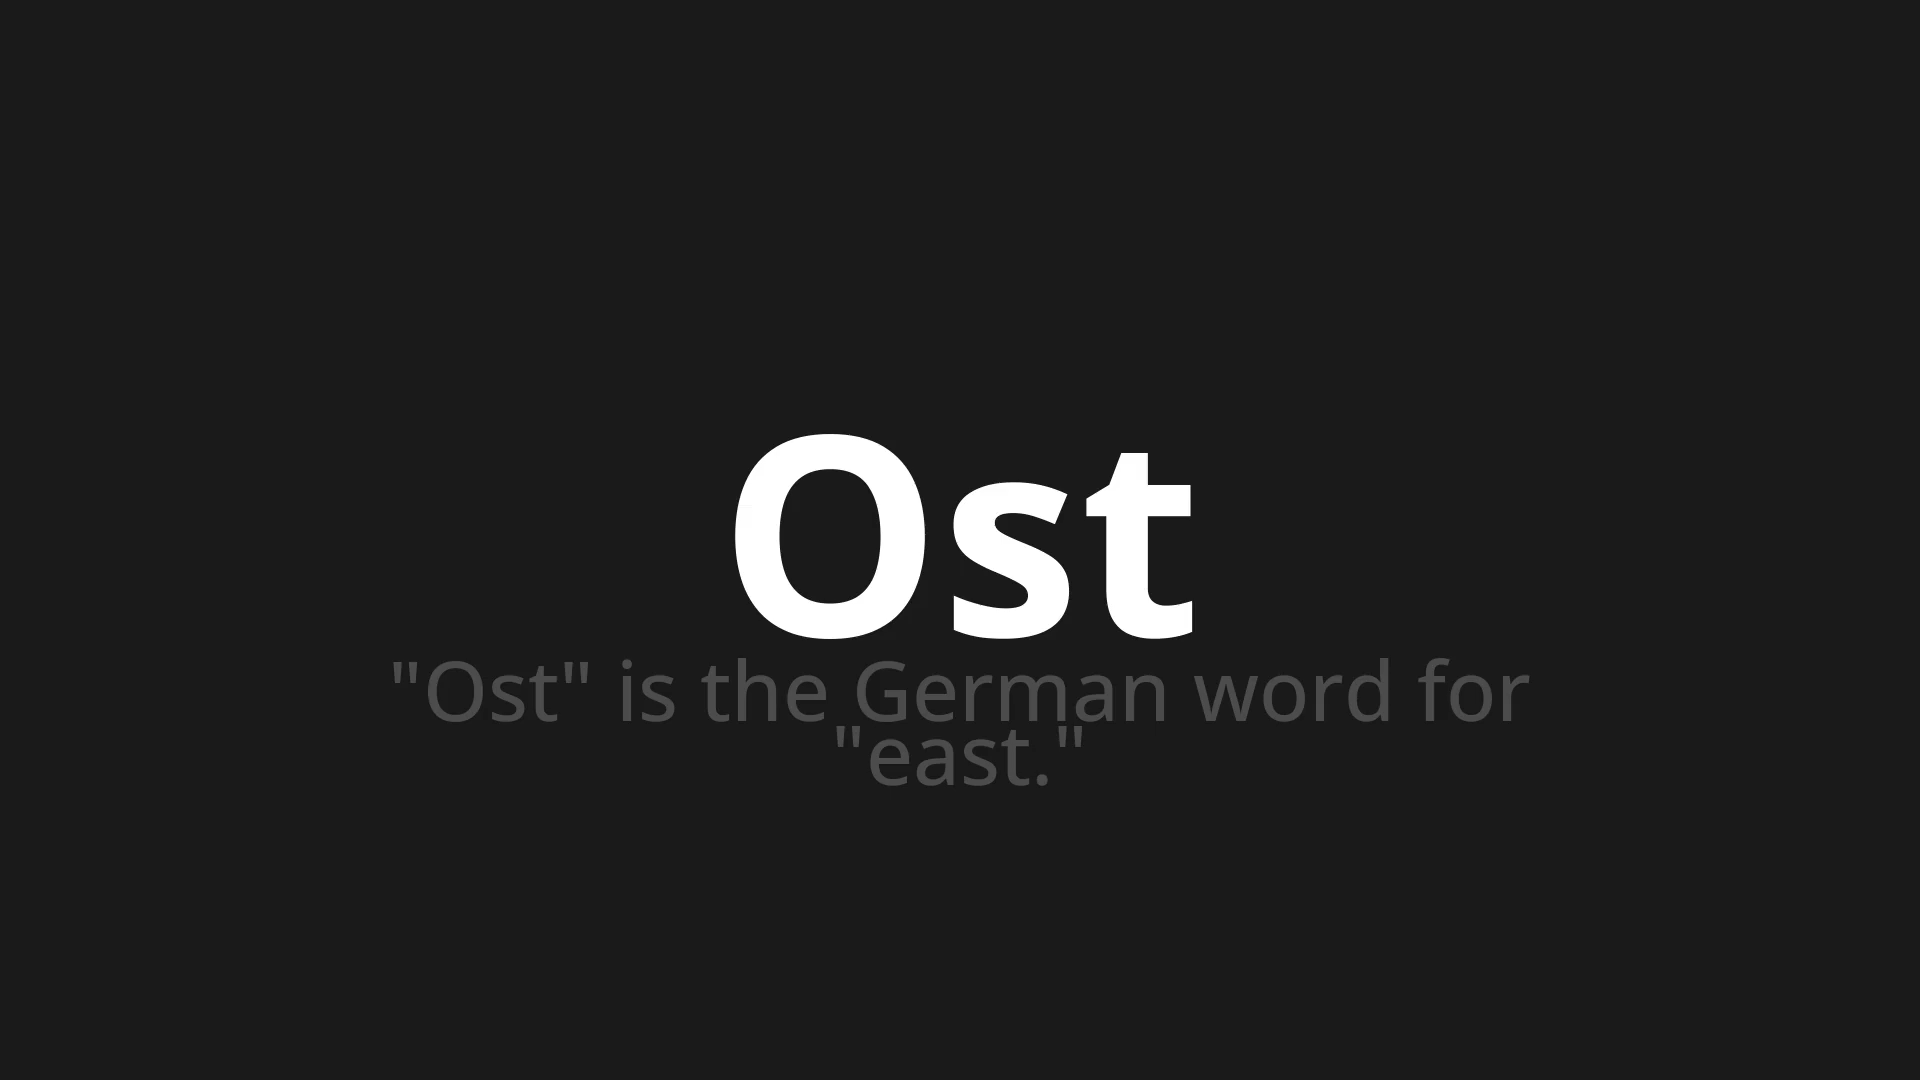 Ost
"Ost" is the German word for
"east."